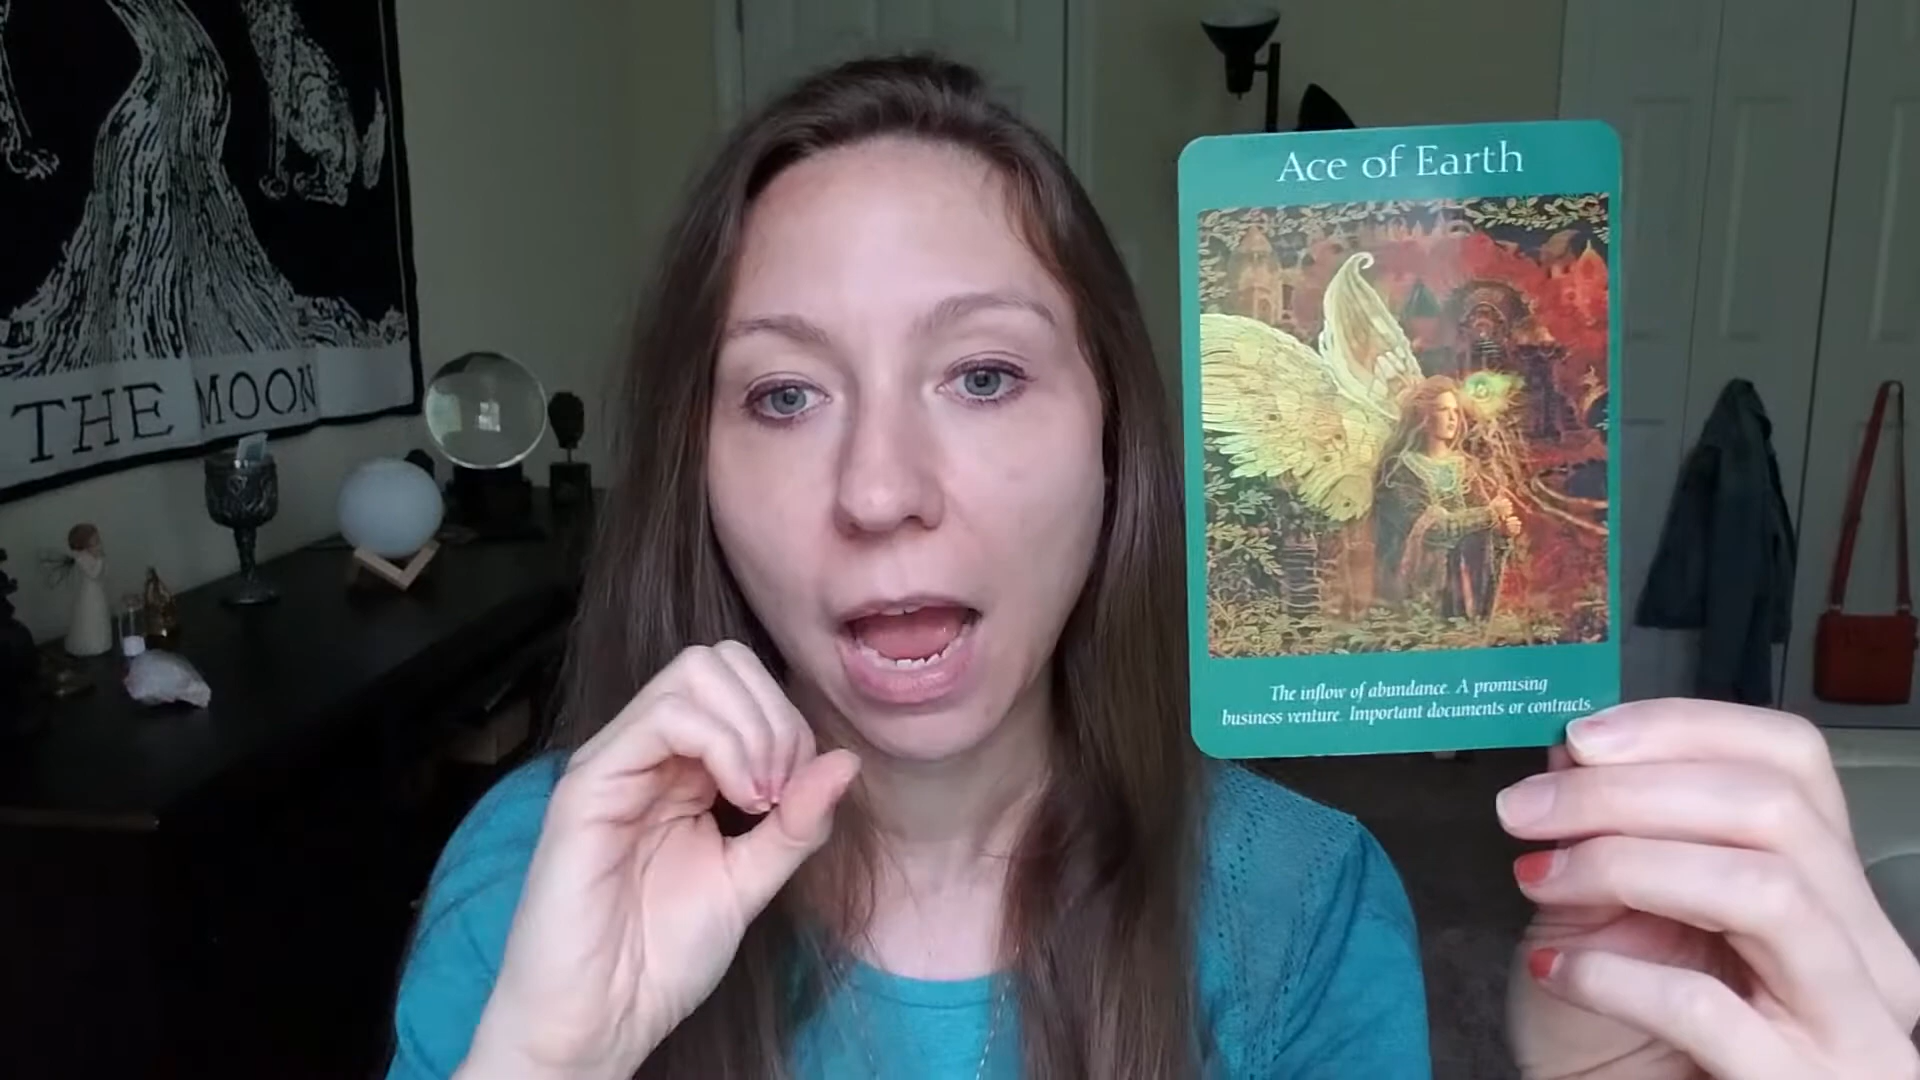 THE MOON
Ace of Earth
The inflow of abundance. A promising
business venture. Important documents or contracts.